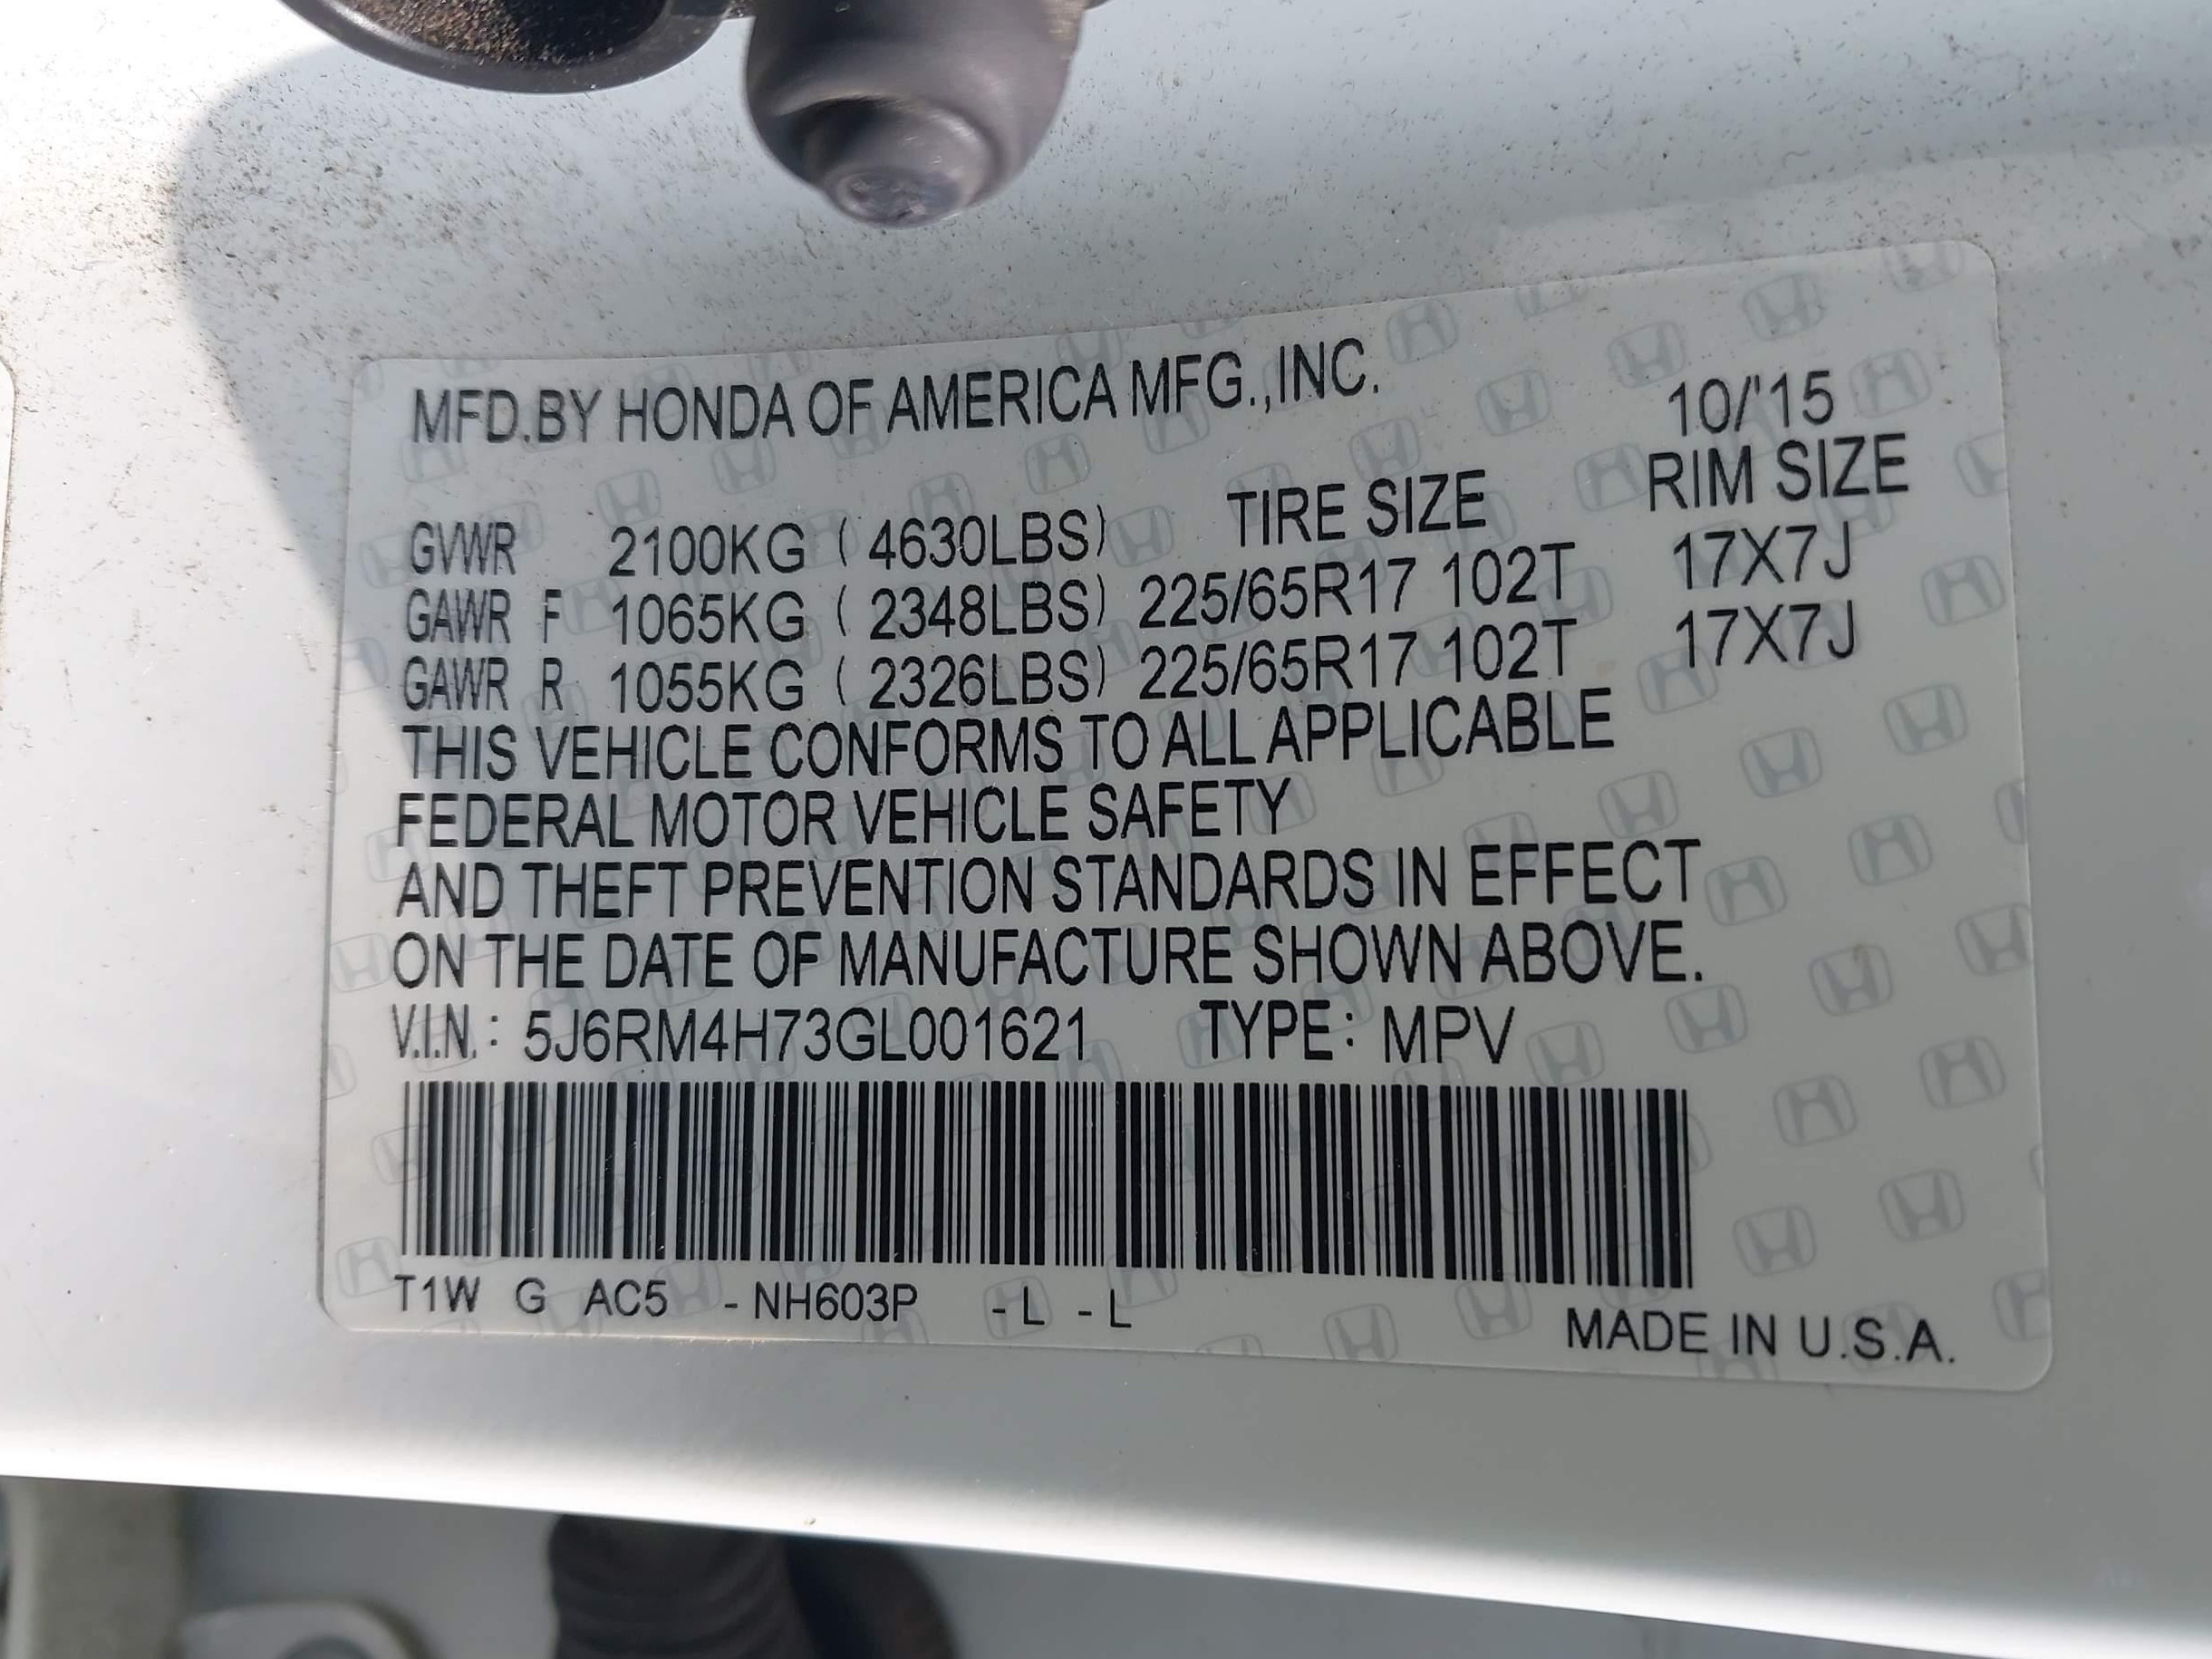 MFD.BY HONDA OF AMERICA MFG.,INC.
10/'15
GVWR 2100KG ( 4630LBS) TIRE SIZE RIM SIZE
GAWR F 1065KG ( 2348LBS) 225/65R17 102T 17X7J
GAWR R 1055KG ( 2326LBS) 225/65R17 102T 17X7J
THIS VEHICLE CONFORMS TO ALL APPLICABLE
FEDERAL MOTOR VEHICLE SAFETY
AND THEFT PREVENTION STANDARDS IN EFFECT
ON THE DATE OF MANUFACTURE SHOWN ABOVE.
V.I.N.: 5J6RM4H73GL001621 TYPE: MPV
T1W G AC5 -NH603P -L -L
MADE IN U.S.A.